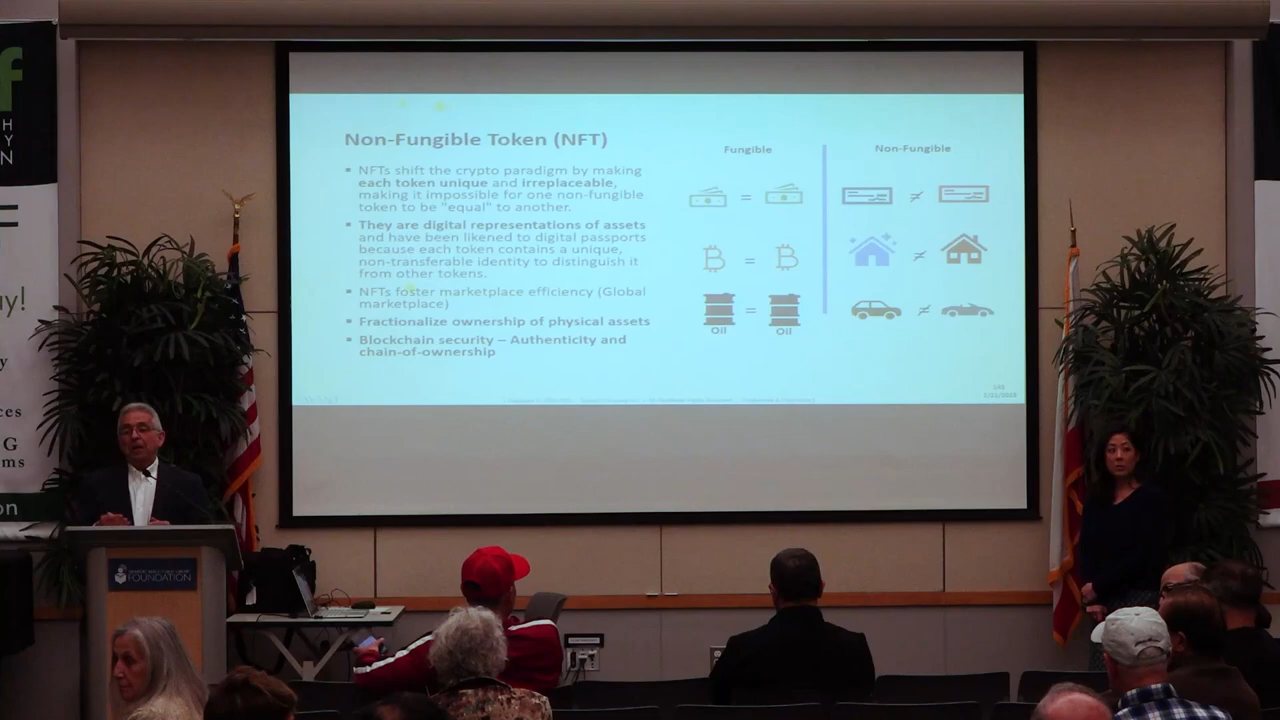 f
H
Y
N
y!
y
ces
G
ms
on
Non-Fungible Token (NFT)
▪ NFTs shift the crypto paradigm by making
each token unique and irreplaceable,
making it impossible for one non-fungible
token to be "equal" to another.
▪ They are digital representations of assets
and have been likened to digital passports
because each token contains a unique,
non-transferable identity to distinguish it
from other tokens.
▪ NFTs foster marketplace efficiency (Global
marketplace)
▪ Fractionalize ownership of physical assets
▪ Blockchain security – Authenticity and
chain-of-ownership
Fungible
Non-Fungible
= ≠
= ≠
= ≠
Oil Oil
FOUNDATION